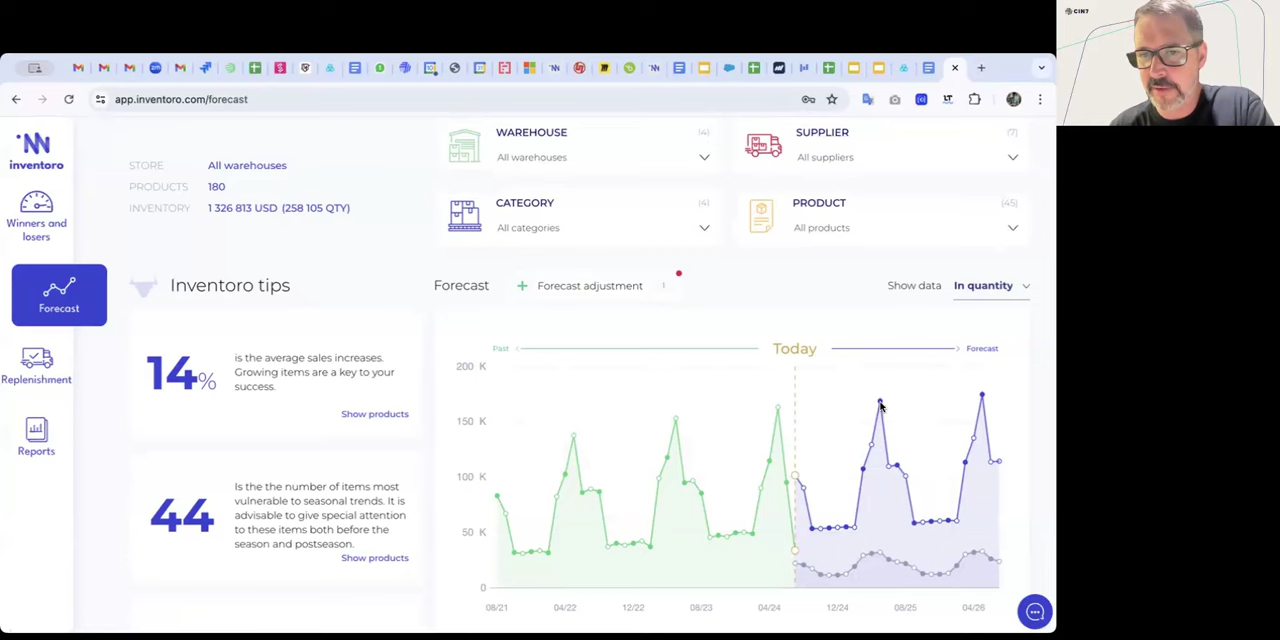 CIN7
app.inventoro.com/forecast
inventoro
Winners and
losers
Forecast
Replenishment
Reports
STORE All warehouses
PRODUCTS 180
INVENTORY 1 326 813 USD (258 105 QTY)
WAREHOUSE (4)
All warehouses
SUPPLIER (7)
All suppliers
CATEGORY (4)
All categories
PRODUCT (45)
All products
Inventoro tips
14%
is the average sales increases.
Growing items are a key to your
success.
Show products
44
Is the the number of items most
vulnerable to seasonal trends. It is
advisable to give special attention
to these items both before the
season and postseason.
Show products
Forecast + Forecast adjustment
Show data In quantity
Past Today Forecast
200 K
150 K
100 K
50 K
0
08/21 04/22 12/22 08/23 04/24 12/24 08/25 04/26